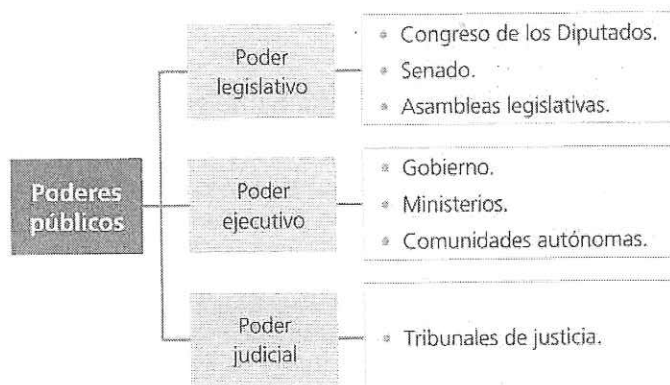 Poderes
públicos
Poder
legislativo
• Congreso de los Diputados.
• Senado.
• Asambleas legislativas.
Poder
ejecutivo
• Gobierno.
• Ministerios.
• Comunidades autónomas.
Poder
judicial
• Tribunales de justicia.